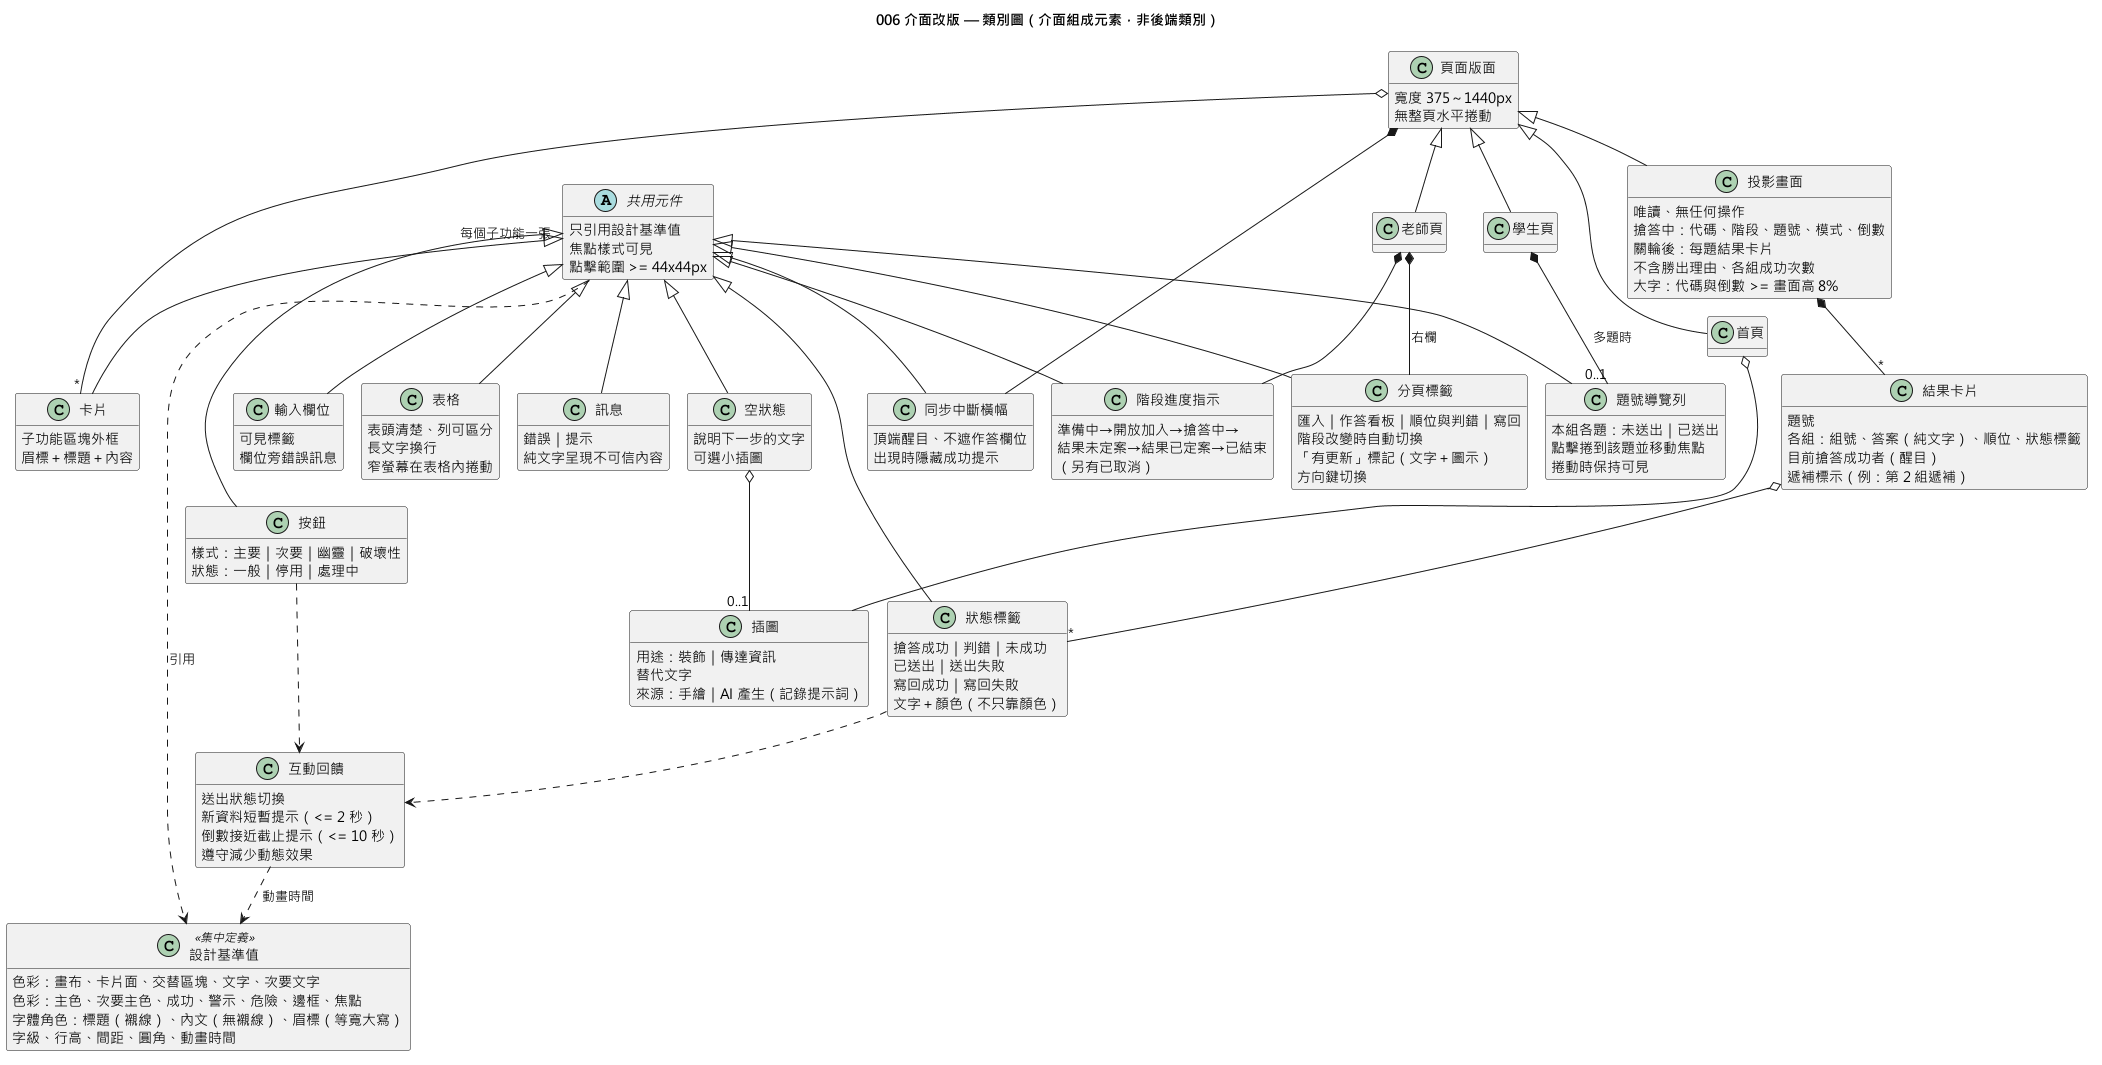 006 介面改版 — 類別圖（介面組成元素，非後端類別）
C 頁面版面
寬度 375～1440px
無整頁水平捲動
A 共用元件
只引用設計基準值
焦點樣式可見
點擊範圍 >= 44x44px
每個子功能一張
C 老師頁
C 學生頁
C 投影畫面
唯讀、無任何操作
搶答中：代碼、階段、題號、模式、倒數
關輪後：每題結果卡片
不含勝出理由、各組成功次數
大字：代碼與倒數 >= 畫面高 8%
C 首頁
右欄
多題時
*
0..1
*
C 卡片
子功能區塊外框
眉標＋標題＋內容
C 輸入欄位
可見標籤
欄位旁錯誤訊息
C 表格
表頭清楚、列可區分
長文字換行
窄螢幕在表格內捲動
C 訊息
錯誤｜提示
純文字呈現不可信內容
C 空狀態
說明下一步的文字
可選小插圖
C 同步中斷橫幅
頂端醒目、不遮作答欄位
出現時隱藏成功提示
C 階段進度指示
準備中→開放加入→搶答中→
結果未定案→結果已定案→已結束
（另有已取消）
C 分頁標籤
匯入｜作答看板｜順位與判錯｜寫回
階段改變時自動切換
「有更新」標記（文字＋圖示）
方向鍵切換
C 題號導覽列
本組各題：未送出｜已送出
點擊捲到該題並移動焦點
捲動時保持可見
C 結果卡片
題號
各組：組號、答案（純文字）、順位、狀態標籤
目前搶答成功者（醒目）
遞補標示（例：第 2 組遞補）
C 按鈕
樣式：主要｜次要｜幽靈｜破壞性
狀態：一般｜停用｜處理中
0..1
*
C 插圖
用途：裝飾｜傳達資訊
替代文字
來源：手繪｜AI 產生（記錄提示詞）
C 狀態標籤
搶答成功｜判錯｜未成功
已送出｜送出失敗
寫回成功｜寫回失敗
文字＋顏色（不只靠顏色）
引用
C 互動回饋
送出狀態切換
新資料短暫提示（<= 2 秒）
倒數接近截止提示（<= 10 秒）
遵守減少動態效果
動畫時間
C «集中定義»
設計基準值
色彩：畫布、卡片面、交替區塊、文字、次要文字
色彩：主色、次要主色、成功、警示、危險、邊框、焦點
字體角色：標題（襯線）、內文（無襯線）、眉標（等寬大寫）
字級、行高、間距、圓角、動畫時間